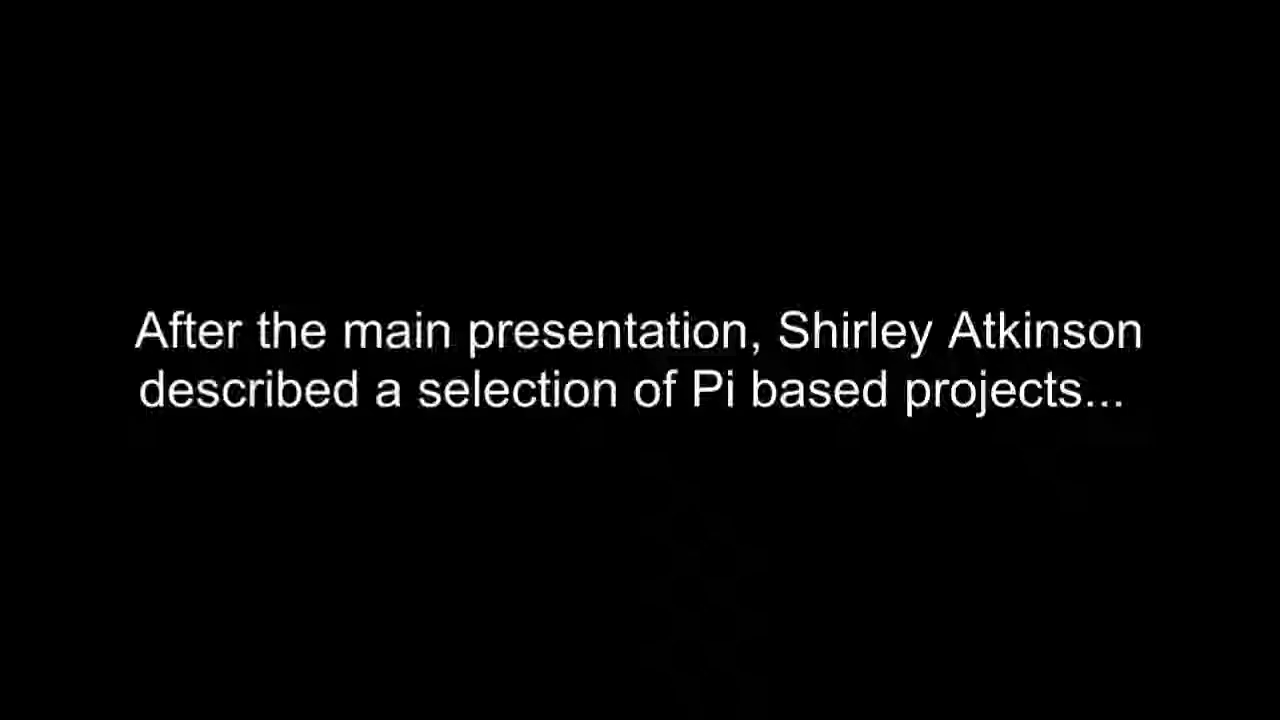 After the main presentation, Shirley Atkinson
described a selection of Pi based projects...